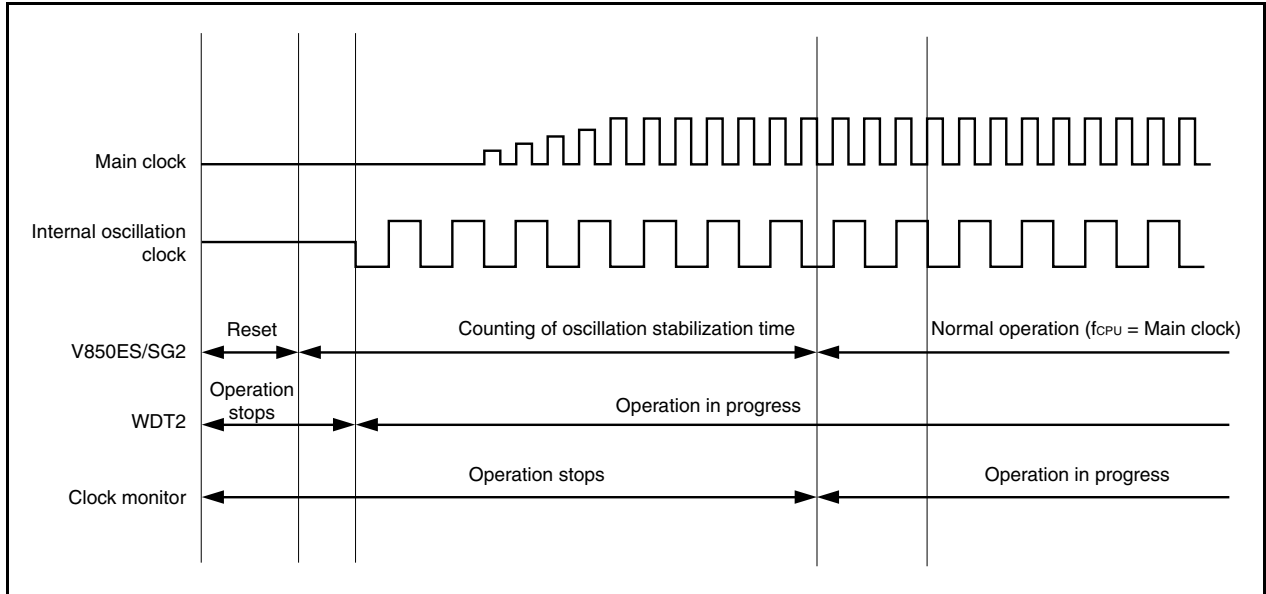 Main clock
Internal oscillation
clock
Reset
Counting of oscillation stabilization time
Normal operation (fCPU = Main clock)
V850ES/SG2
Operation
stops
Operation in progress
WDT2
Operation stops
Operation in progress
Clock monitor